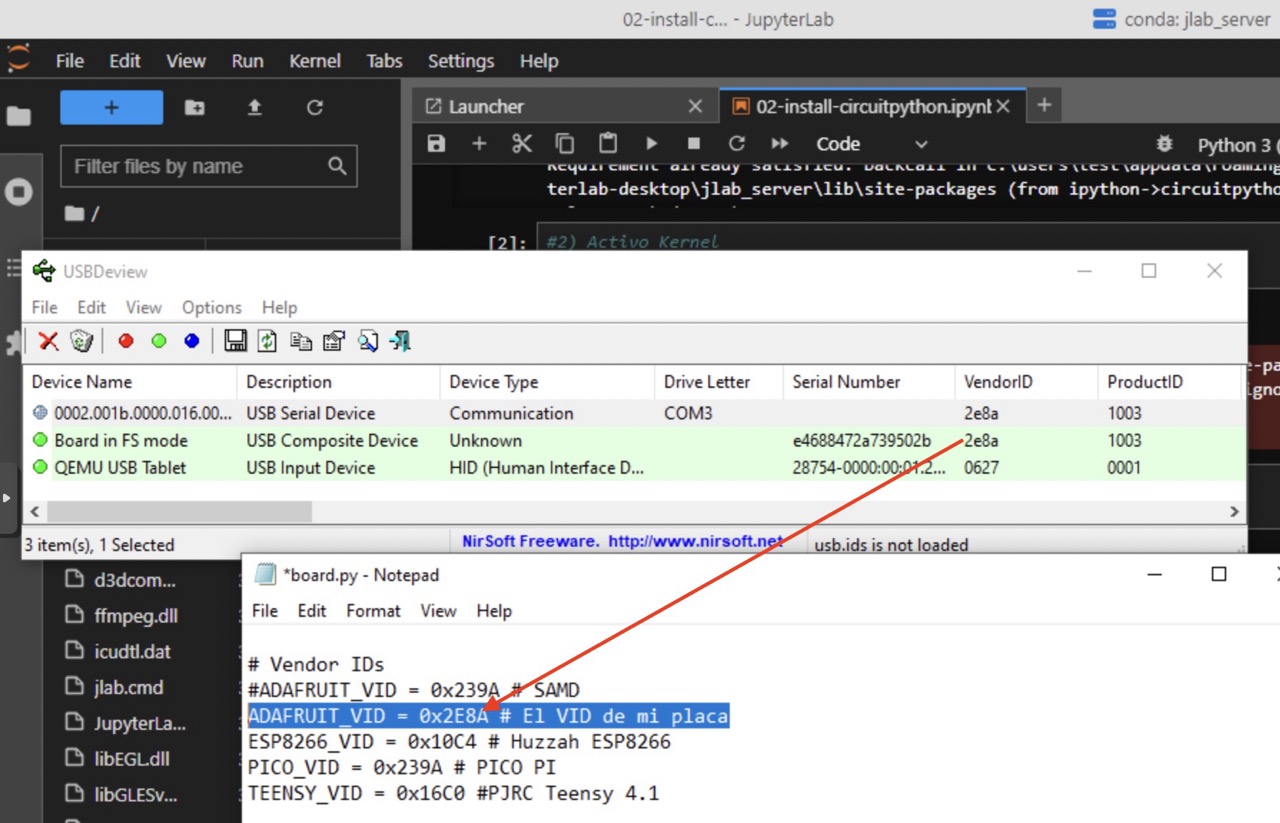 02-install-c... - JupyterLab
conda: jlab_server
File Edit View Run Kernel Tabs Settings Help
Launcher
02-install-circuitpython.ipynb
Code
Python 3 (
Filter files by name
/
Requirement already satisfied: backcall in c:\users\test\appdata\roaming
terlab-desktop\jlab_server\lib\site-packages (from ipython->circuitpytho
[2]: #2) Activo Kernel
USBDeview
File Edit View Options Help
Device Name Description Device Type Drive Letter Serial Number VendorID ProductID
0002.001b.0000.016.00... USB Serial Device Communication COM3 2e8a 1003
Board in FS mode USB Composite Device Unknown e4688472a739502b 2e8a 1003
QEMU USB Tablet USB Input Device HID (Human Interface D... 28754-0000:00:01.2... 0627 0001
e-pa
igno
3 item(s), 1 Selected
NirSoft Freeware. http://www.nirsoft.net
usb.ids is not loaded
d3dcom...
ffmpeg.dll
icudtl.dat
jlab.cmd
JupyterLa...
libEGL.dll
libGLESv...
*board.py - Notepad
File Edit Format View Help
# Vendor IDs
#ADAFRUIT_VID = 0x239A # SAMD
ADAFRUIT_VID = 0x2E8A # El VID de mi placa
ESP8266_VID = 0x10C4 # Huzzah ESP8266
PICO_VID = 0x239A # PICO PI
TEENSY_VID = 0x16C0 #PJRC Teensy 4.1